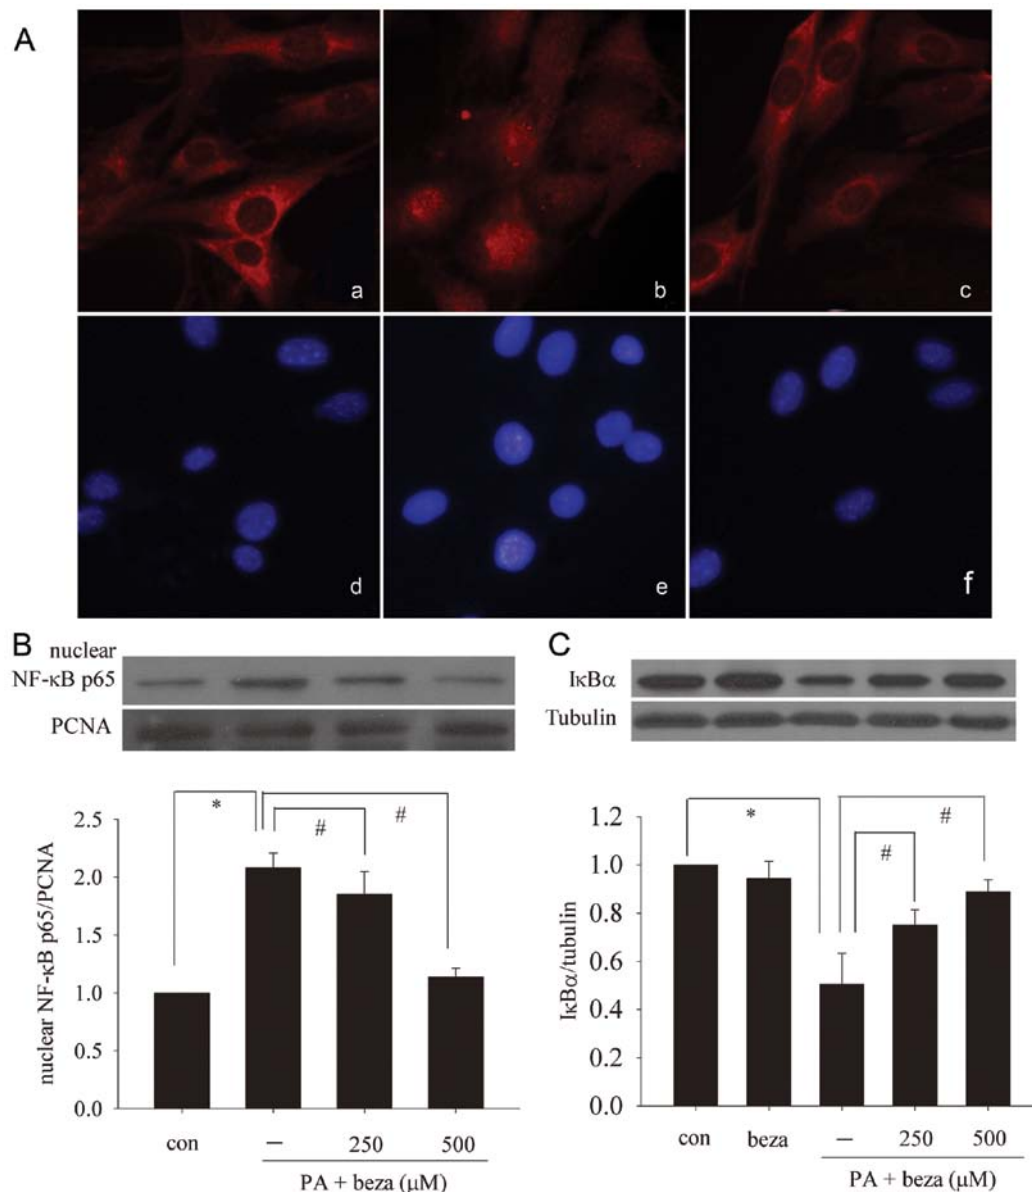 A
a
b
c
d
e
f
B
nuclear
NF-κB p65
PCNA
nuclear NF-κB p65/PCNA
2.5
2.0
1.5
1.0
0.5
0.0
*
#
#
con
—
250
500
PA + beza (μM)
C
IκBα
Tubulin
IκBα/tubulin
1.2
1.0
0.8
0.6
0.4
0.2
0.0
*
#
#
con
beza
—
250
500
PA + beza (μM)